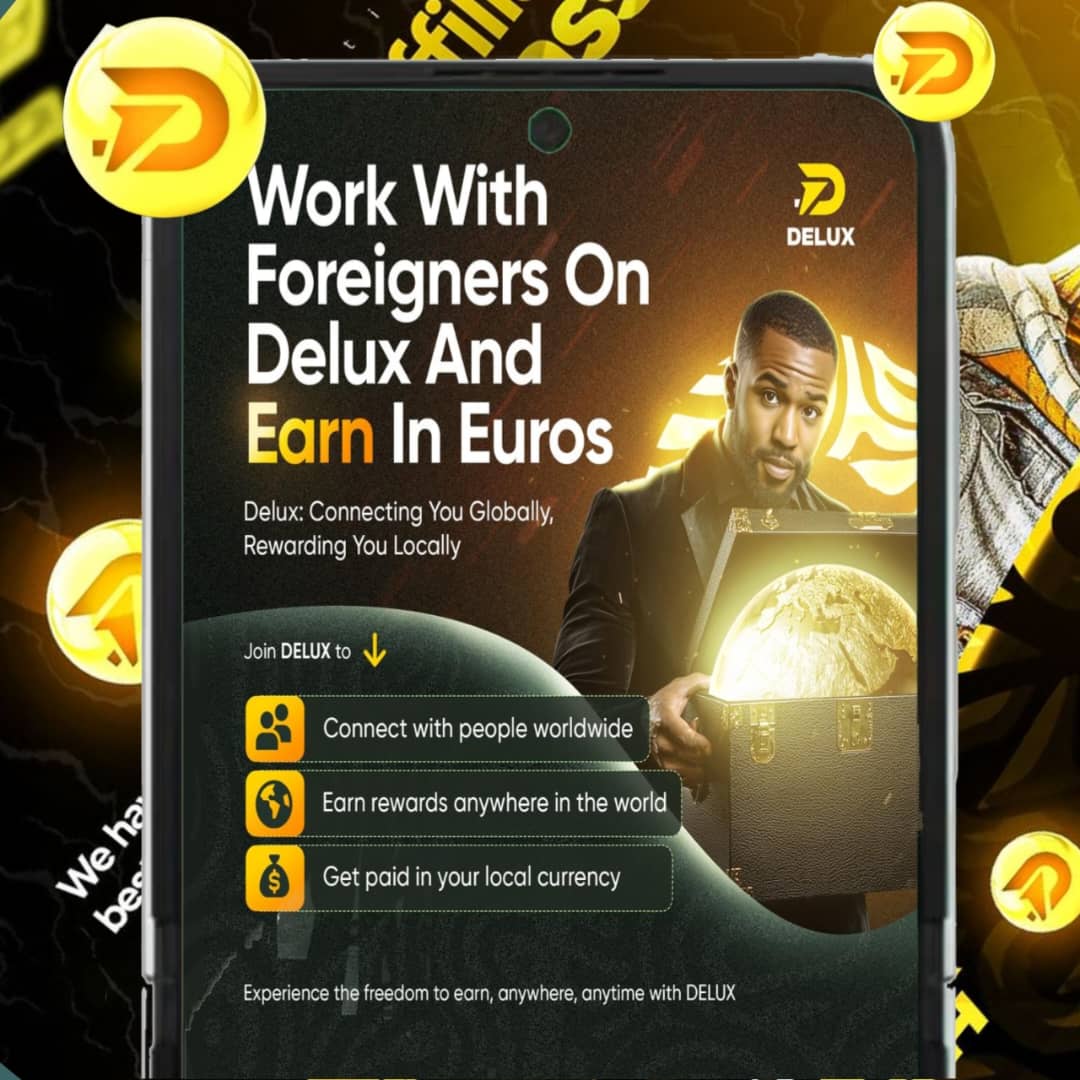 Work With
Foreigners On
Delux And
Earn In Euros
DELUX
Delux: Connecting You Globally,
Rewarding You Locally
Join DELUX to
Connect with people worldwide
Earn rewards anywhere in the world
Get paid in your local currency
Experience the freedom to earn, anywhere, anytime with DELUX
We